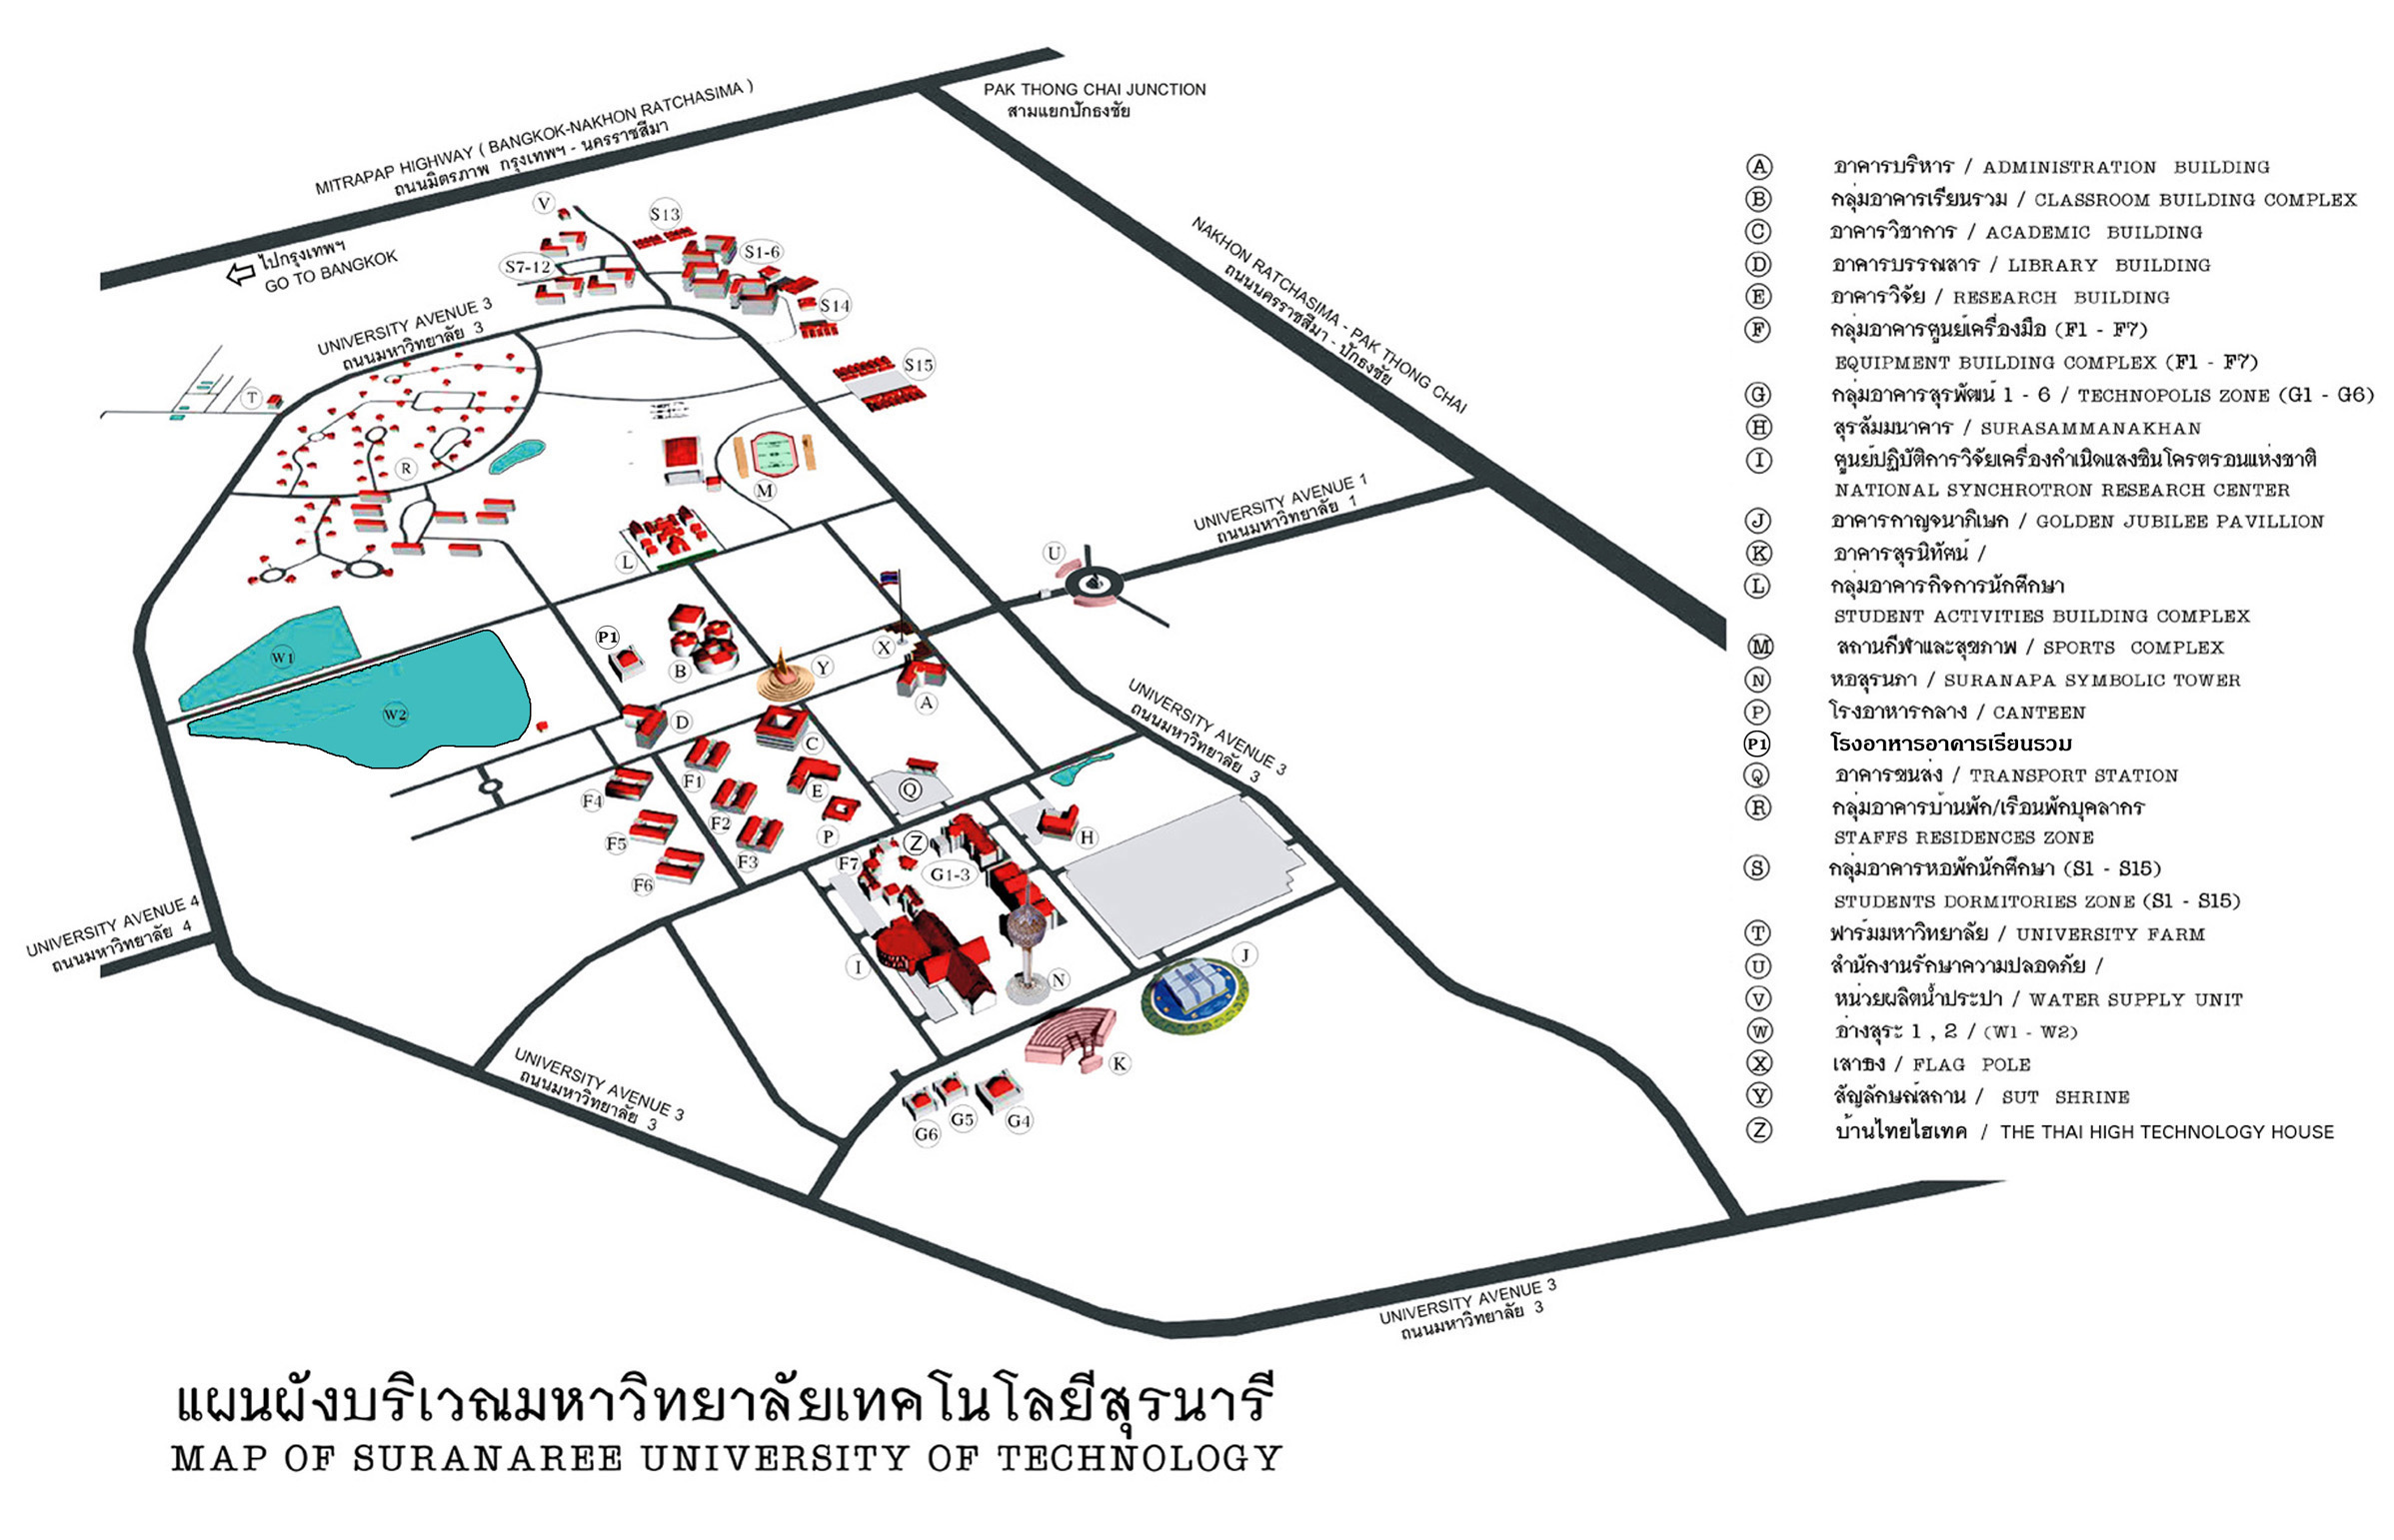 PAK THONG CHAI JUNCTION
สามแยกปักธงชัย
MITRAPAP HIGHWAY ( BANGKOK-NAKHON RATCHASIMA )
ถนนมิตรภาพ กรุงเทพฯ - นครราชสีมา
ไปกรุงเทพฯ
GO TO BANGKOK
NAKHON RATCHASIMA - PAK THONG CHAI
ถนนนครราชสีมา - ปักธงชัย
UNIVERSITY AVENUE 3
ถนนมหาวิทยาลัย 3
UNIVERSITY AVENUE 1
ถนนมหาวิทยาลัย 1
UNIVERSITY AVENUE 3
ถนนมหาวิทยาลัย 3
UNIVERSITY AVENUE 4
ถนนมหาวิทยาลัย 4
UNIVERSITY AVENUE 3
ถนนมหาวิทยาลัย 3
UNIVERSITY AVENUE 3
ถนนมหาวิทยาลัย 3
V
S13
S1-6
S7-12
S14
S15
T
R
M
L
U
P1
B
X
Y
A
W1
W2
D
C
F1
E
Q
F4
F2
P
F5
F3
F6
F7
Z
G1-3
H
I
N
J
K
G6
G5
G4
A อาคารบริหาร / ADMINISTRATION BUILDING
B กลุ่มอาคารเรียนรวม / CLASSROOM BUILDING COMPLEX
C อาคารวิชาการ / ACADEMIC BUILDING
D อาคารบรรณสาร / LIBRARY BUILDING
E อาคารวิจัย / RESEARCH BUILDING
F กลุ่มอาคารศูนย์เครื่องมือ (F1 - F7)
EQUIPMENT BUILDING COMPLEX (F1 - F7)
G กลุ่มอาคารสุรพัฒน์ 1 - 6 / TECHNOPOLIS ZONE (G1 - G6)
H สุรสัมมนาคาร / SURASAMMANAKHAN
I ศูนย์ปฏิบัติการวิจัยเครื่องกำเนิดแสงซินโครตรอนแห่งชาติ
NATIONAL SYNCHROTRON RESEARCH CENTER
J อาคารกาญจนาภิเษก / GOLDEN JUBILEE PAVILLION
K อาคารสุรนิทัศน์ /
L กลุ่มอาคารกิจการนักศึกษา
STUDENT ACTIVITIES BUILDING COMPLEX
M สถานกีฬาและสุขภาพ / SPORTS COMPLEX
N หอสุรนภา / SURANAPA SYMBOLIC TOWER
P โรงอาหารกลาง / CANTEEN
P1 โรงอาหารอาคารเรียนรวม
Q อาคารขนส่ง / TRANSPORT STATION
R กลุ่มอาคารบ้านพัก/เรือนพักบุคลากร
STAFFS RESIDENCES ZONE
S กลุ่มอาคารหอพักนักศึกษา (S1 - S15)
STUDENTS DORMITORIES ZONE (S1 - S15)
T ฟาร์มมหาวิทยาลัย / UNIVERSITY FARM
U สำนักงานรักษาความปลอดภัย /
V หน่วยผลิตน้ำประปา / WATER SUPPLY UNIT
W อ่างสุระ 1 , 2 / (W1 - W2)
X เสาธง / FLAG POLE
Y สัญลักษณ์สถาน / SUT SHRINE
Z บ้านไทยไฮเทค / THE THAI HIGH TECHNOLOGY HOUSE
แผนผังบริเวณมหาวิทยาลัยเทคโนโลยีสุรนารี
MAP OF SURANAREE UNIVERSITY OF TECHNOLOGY